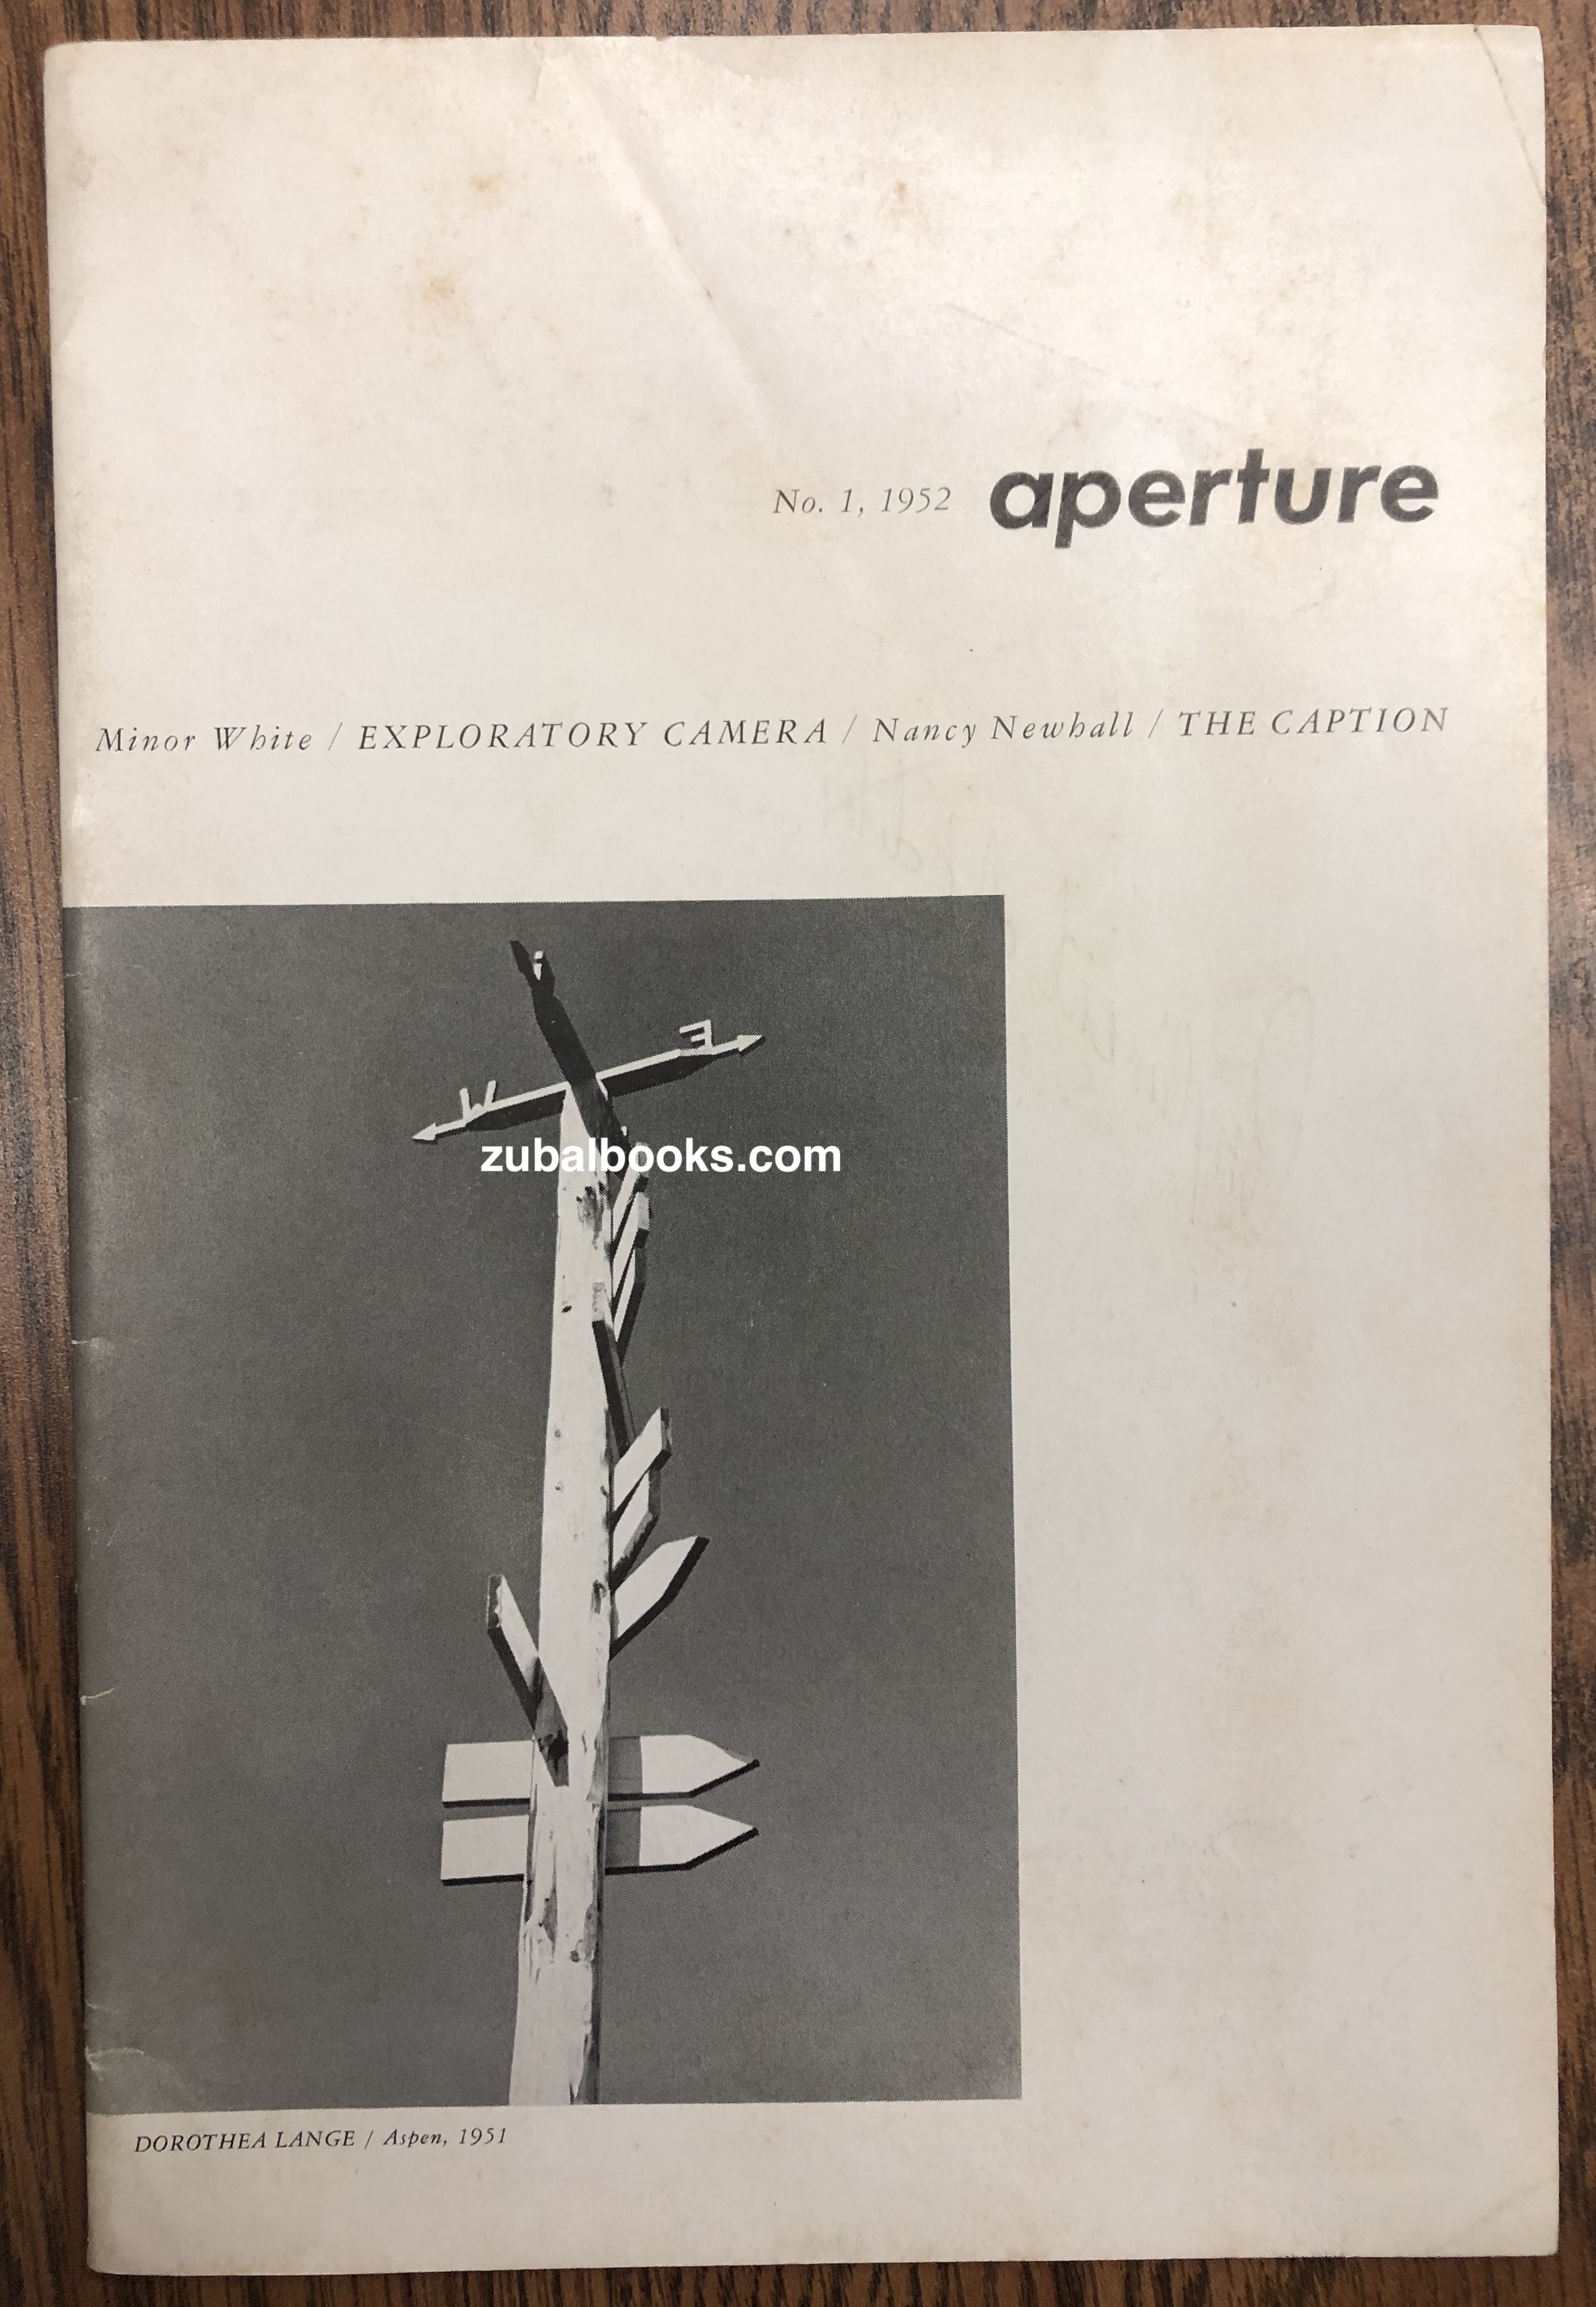 No. 1, 1952 aperture
Minor White / EXPLORATORY CAMERA / Nancy Newhall / THE CAPTION
W E
zubalbooks.com
DOROTHEA LANGE / Aspen, 1951